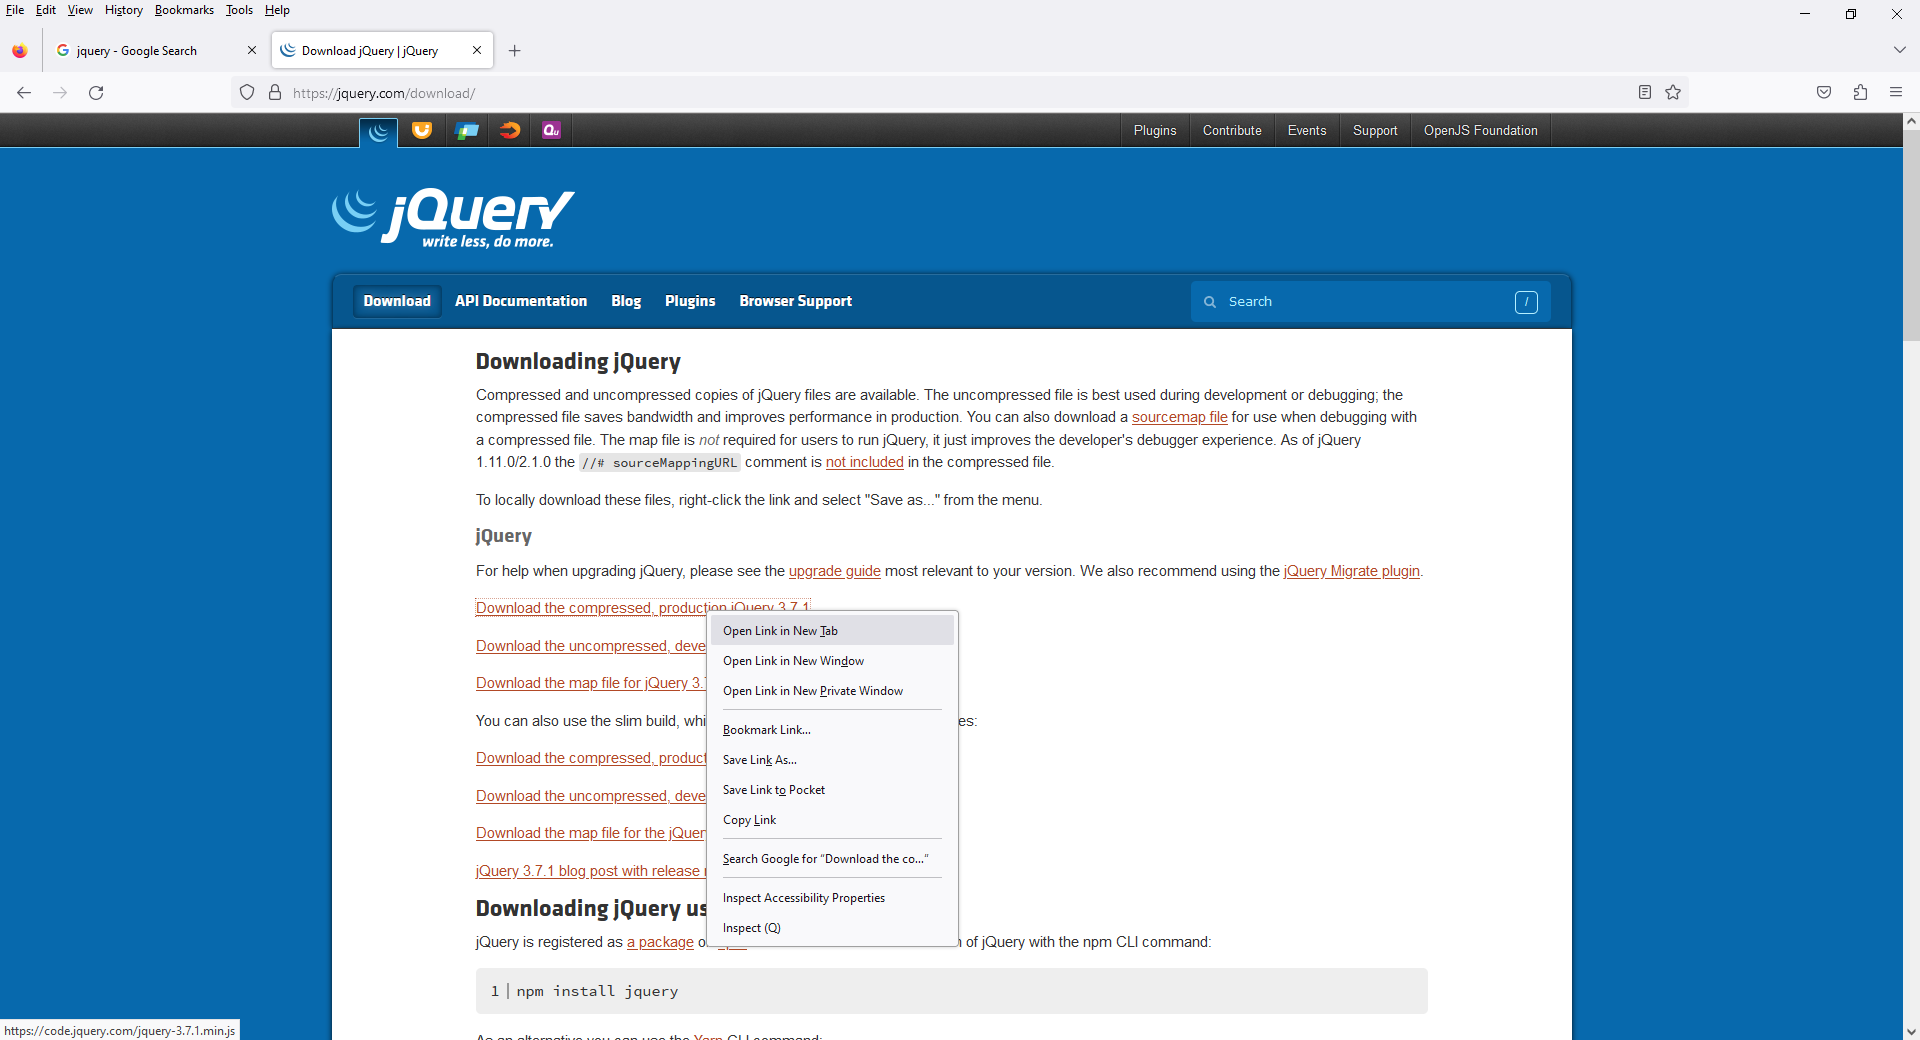 File Edit View History Bookmarks Tools Help
jquery - Google Search
Download jQuery | jQuery
https://jquery.com/download/
Qu
Plugins
Contribute
Events
Support
OpenJS Foundation
jQuery
write less, do more.
Download
API Documentation
Blog
Plugins
Browser Support
Search
/
Downloading jQuery
Compressed and uncompressed copies of jQuery files are available. The uncompressed file is best used during development or debugging; the
compressed file saves bandwidth and improves performance in production. You can also download a sourcemap file for use when debugging with
a compressed file. The map file is not required for users to run jQuery, it just improves the developer's debugger experience. As of jQuery
1.11.0/2.1.0 the //# sourceMappingURL comment is not included in the compressed file.
To locally download these files, right-click the link and select "Save as..." from the menu.
jQuery
For help when upgrading jQuery, please see the upgrade guide most relevant to your version. We also recommend using the jQuery Migrate plugin.
Download the compressed, production jQuery 3.7.1
Open Link in New Tab
Download the uncompressed, deve
Open Link in New Window
Download the map file for jQuery 3.
Open Link in New Private Window
You can also use the slim build, whi
es:
Bookmark Link...
Download the compressed, product
Save Link As...
Save Link to Pocket
Download the uncompressed, deve
Copy Link
Download the map file for the jQuer
Search Google for “Download the co...”
jQuery 3.7.1 blog post with release
Inspect Accessibility Properties
Downloading jQuery us
Inspect (Q)
jQuery is registered as a package o
of jQuery with the npm CLI command:
1 npm install jquery
https://code.jquery.com/jquery-3.7.1.min.js
As an alternative you can use the Yarn CLI command: